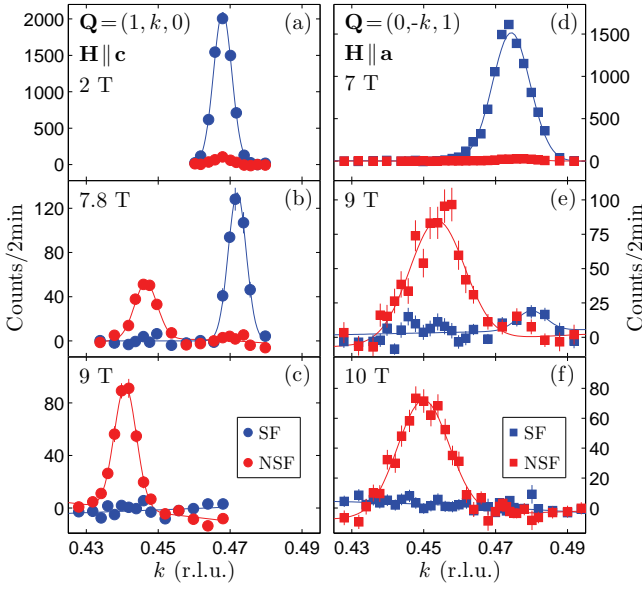 Q=(1, k, 0)
(a)
H∥c
2 T
2000
1500
1000
500
0
7.8 T
(b)
120
80
40
0
9 T
(c)
80
40
0
SF
NSF
0.43
0.45
0.47
0.49
k (r.l.u.)
Counts/2min
Q=(0,-k, 1)
(d)
H∥a
7 T
1500
1000
500
0
9 T
(e)
100
75
50
25
0
10 T
(f)
80
60
40
20
0
SF
NSF
0.43
0.45
0.47
0.49
k (r.l.u.)
Counts/2min